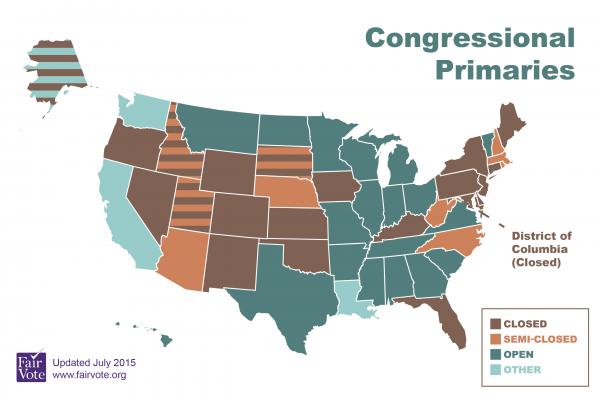 Congressional
Primaries
District of
Columbia
(Closed)
CLOSED
SEMI-CLOSED
OPEN
OTHER
Fair
Vote
Updated July 2015
www.fairvote.org